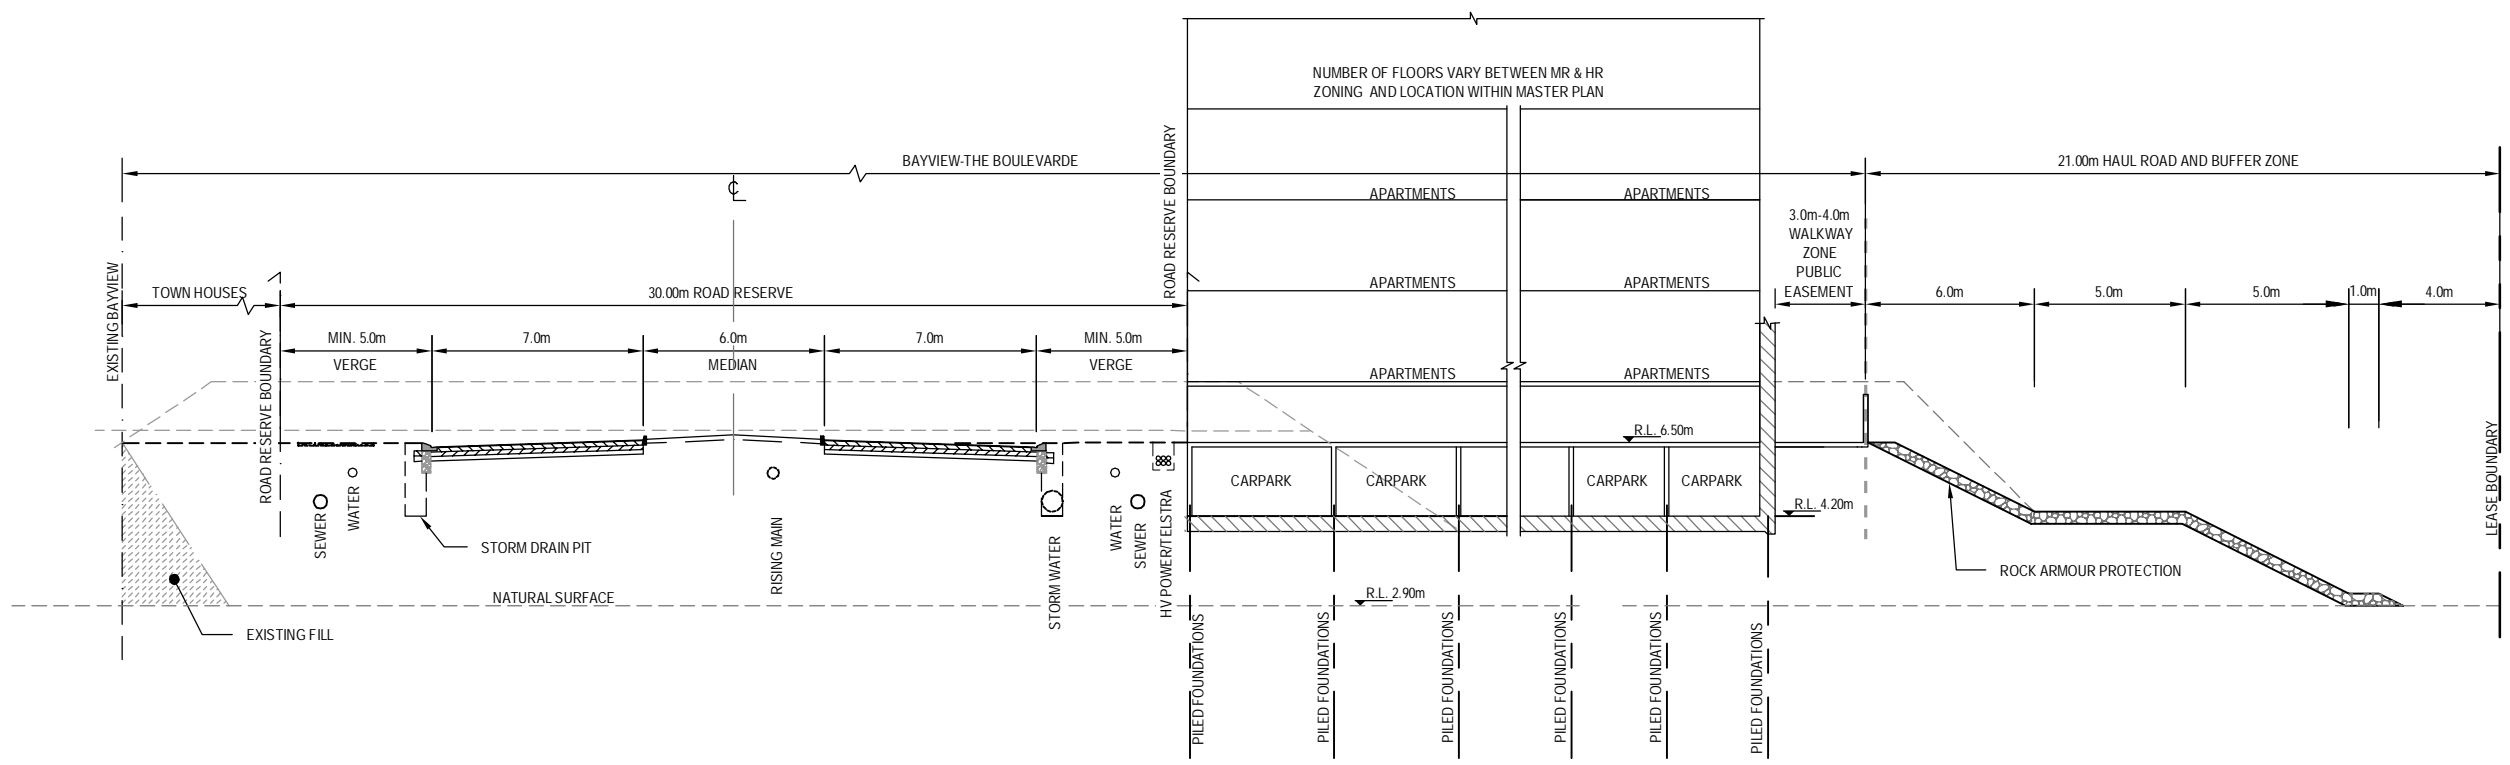 NUMBER OF FLOORS VARY BETWEEN MR & HR
ZONING AND LOCATION WITHIN MASTER PLAN
BAYVIEW-THE BOULEVARDE
21.00m HAUL ROAD AND BUFFER ZONE
CL
ROAD RESERVE BOUNDARY
APARTMENTS
APARTMENTS
3.0m-4.0m
WALKWAY
ZONE
PUBLIC
EASEMENT
EXISTING BAYVIEW
TOWN HOUSES
30.00m ROAD RESERVE
APARTMENTS
APARTMENTS
6.0m
5.0m
5.0m
1.0m
4.0m
ROAD RESERVE BOUNDARY
MIN. 5.0m
VERGE
7.0m
6.0m
MEDIAN
7.0m
MIN. 5.0m
VERGE
APARTMENTS
APARTMENTS
R.L. 6.50m
CARPARK
CARPARK
CARPARK
CARPARK
R.L. 4.20m
LEASE BOUNDARY
SEWER
WATER
STORM DRAIN PIT
RISING MAIN
STORM WATER
WATER
SEWER
HV POWER/TELSTRA
ROCK ARMOUR PROTECTION
NATURAL SURFACE
R.L. 2.90m
EXISTING FILL
PILED FOUNDATIONS
PILED FOUNDATIONS
PILED FOUNDATIONS
PILED FOUNDATIONS
PILED FOUNDATIONS
PILED FOUNDATIONS